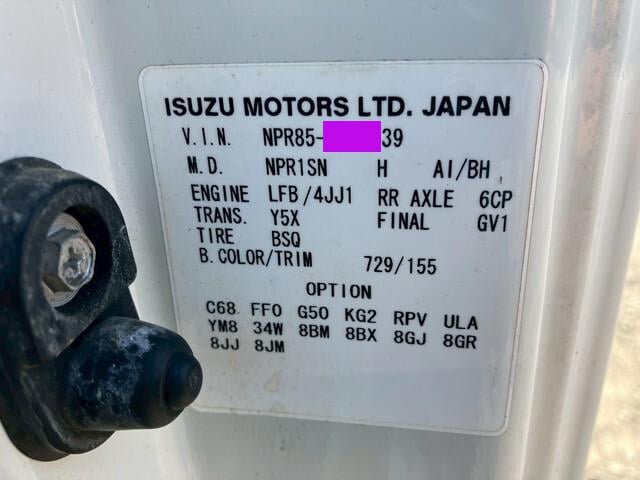 ISUZU MOTORS LTD. JAPAN
V.I.N. NPR85- 39
M.D. NPR1SN H AI/BH
ENGINE LFB/4JJ1 RR AXLE 6CP
TRANS. Y5X FINAL GV1
TIRE BSQ
B.COLOR/TRIM 729/155
OPTION
C68 FF0 G50 KG2 RPV ULA
YM8 34W 8BM 8BX 8GJ 8GR
8JJ 8JM